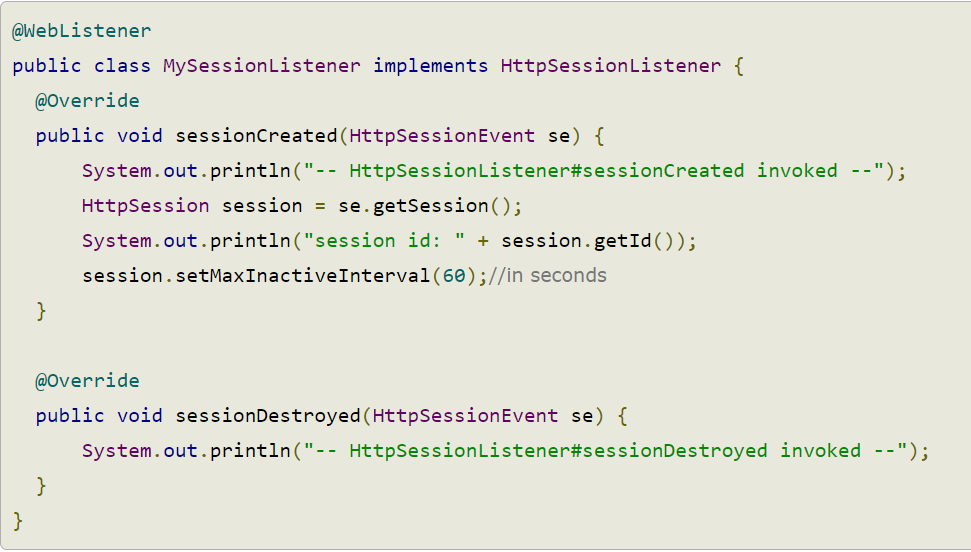 @WebListener
public class MySessionListener implements HttpSessionListener {
  @Override
  public void sessionCreated(HttpSessionEvent se) {
      System.out.println("-- HttpSessionListener#sessionCreated invoked --");
      HttpSession session = se.getSession();
      System.out.println("session id: " + session.getId());
      session.setMaxInactiveInterval(60);//in seconds
  }

  @Override
  public void sessionDestroyed(HttpSessionEvent se) {
      System.out.println("-- HttpSessionListener#sessionDestroyed invoked --");
  }
}